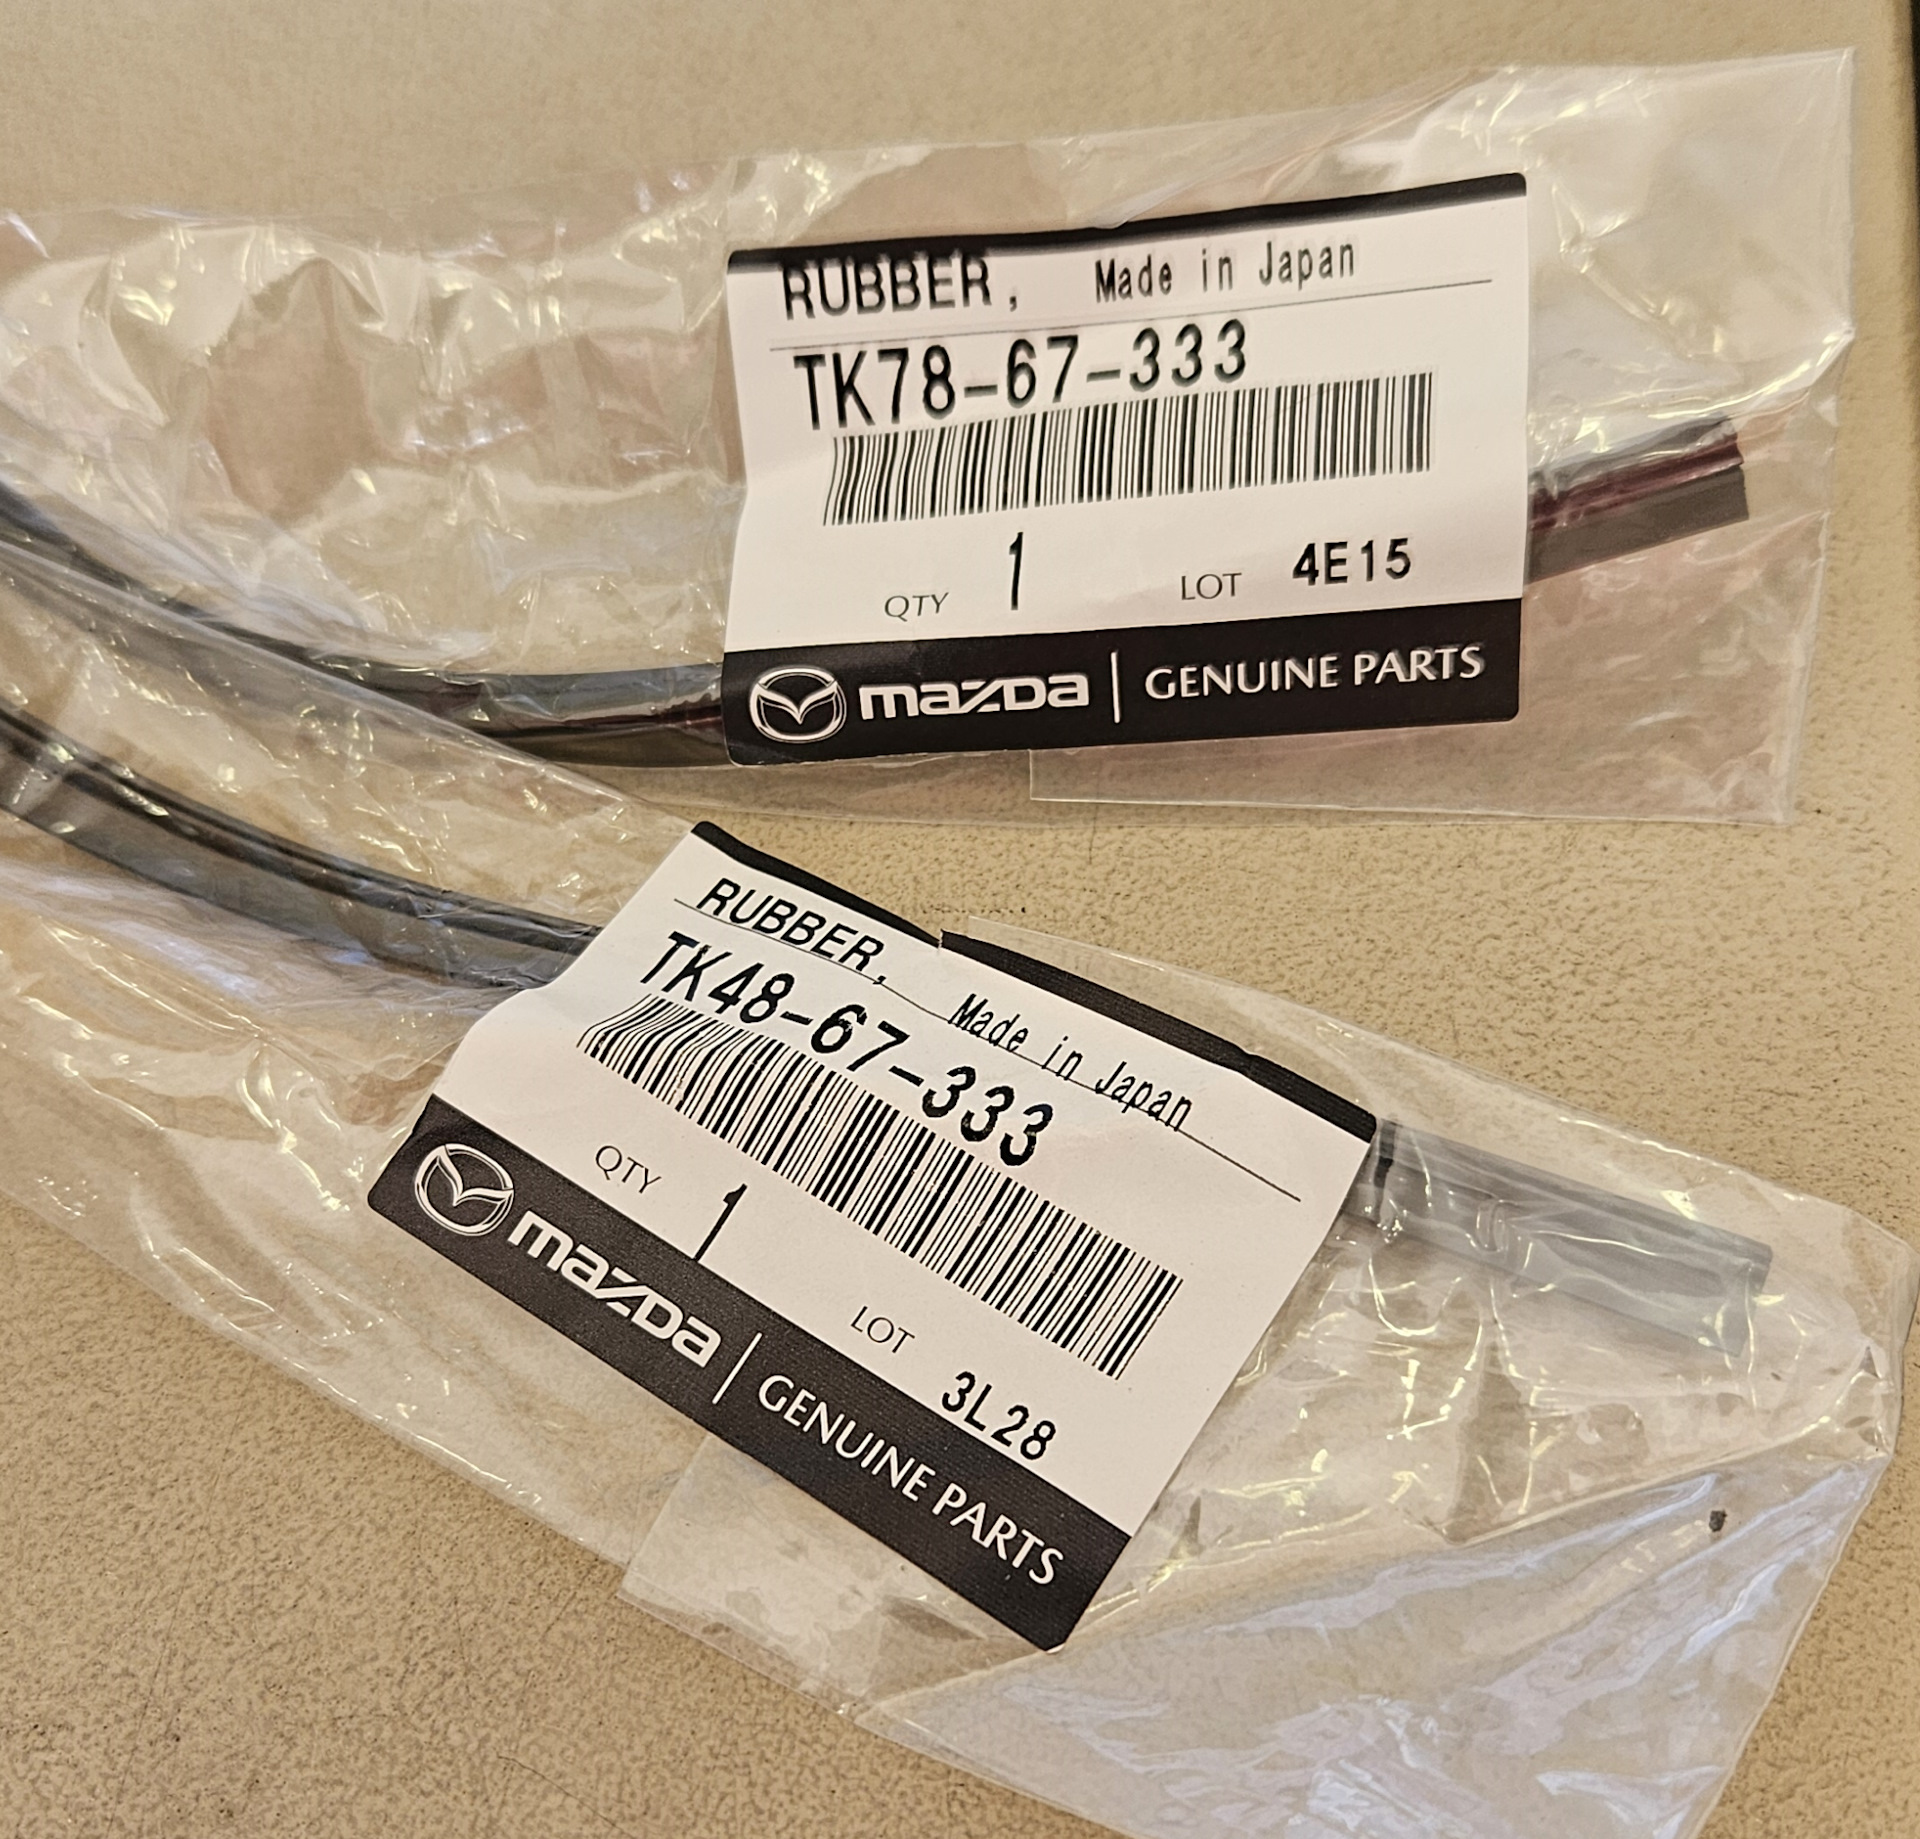 RUBBER, Made in Japan
TK78-67-333
QTY 1 LOT 4E15
mazda | GENUINE PARTS
RUBBER, Made in Japan
TK48-67-333
QTY 1 LOT 3L28
mazda | GENUINE PARTS